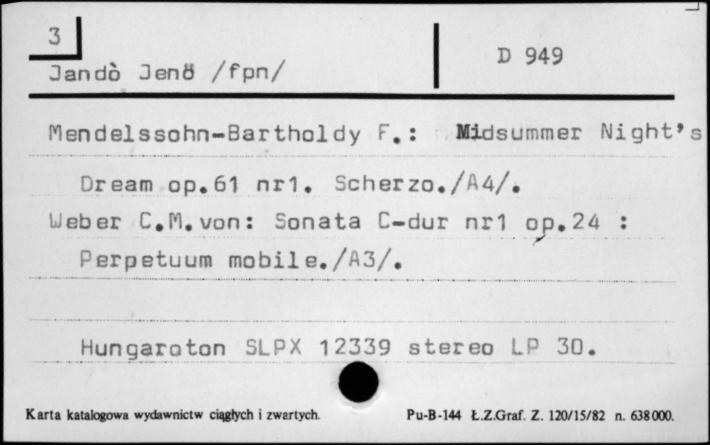 3
D 949
Jandò Jenö /fpn/
Mendelssohn-Bartholdy F.: Midsummer Night's
Dream op.61 nr1. Scherzo./A4/.
Weber C.M.von: Sonata C-dur nr1 op.24 :
Perpetuum mobile./A3/.
Hungaroton SLPX 12339 stereo LP 30.
Karta katalogowa wydawnictw ciągłych i zwartych. Pu-B-144 Ł.Z.Graf. Z. 120/15/82 n. 638000.